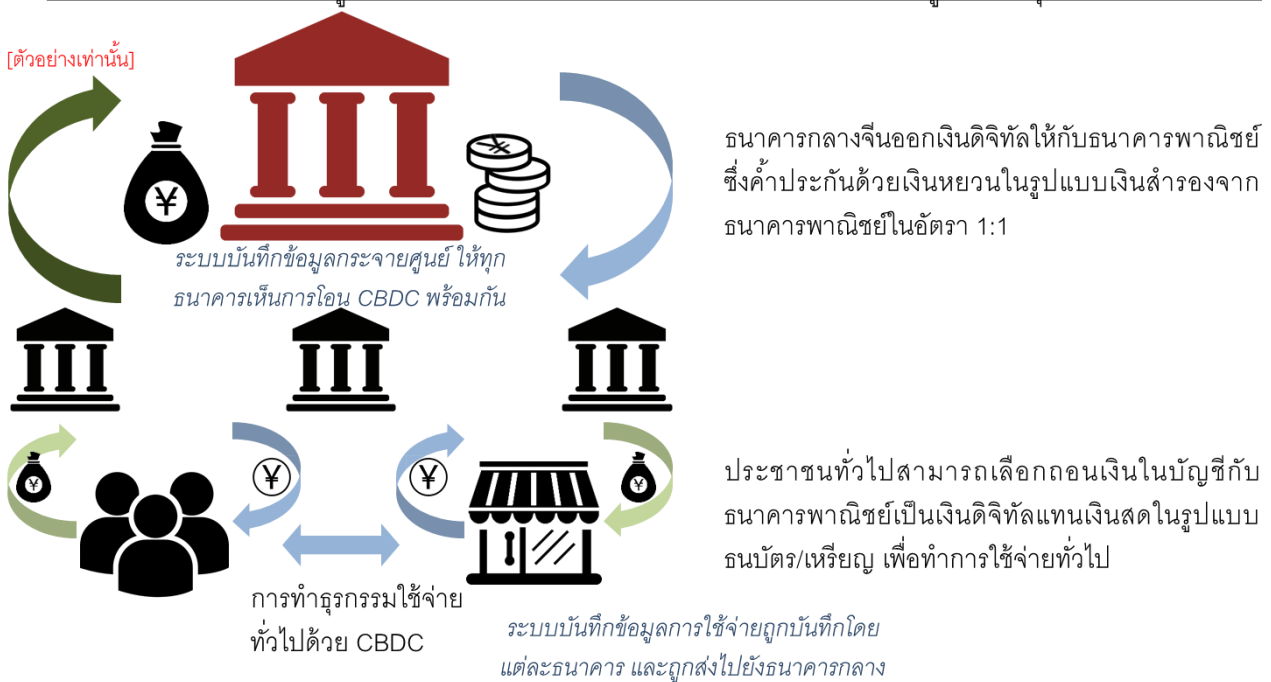 [ตัวอย่างเท่านั้น]
ธนาคารกลางจีนออกเงินดิจิทัลให้กับธนาคารพาณิชย์
ซึ่งค้ำประกันด้วยเงินหยวนในรูปแบบเงินสำรองจาก
ธนาคารพาณิชย์ในอัตรา 1:1
¥
¥
ระบบบันทึกข้อมูลกระจายศูนย์ ให้ทุก
ธนาคารเห็นการโอน CBDC พร้อมกัน
¥
¥
¥
¥
ประชาชนทั่วไปสามารถเลือกถอนเงินในบัญชีกับ
ธนาคารพาณิชย์เป็นเงินดิจิทัลแทนเงินสดในรูปแบบ
ธนบัตร/เหรียญ เพื่อทำการใช้จ่ายทั่วไป
การทำธุรกรรมใช้จ่าย
ทั่วไปด้วย CBDC
ระบบบันทึกข้อมูลการใช้จ่ายถูกบันทึกโดย
แต่ละธนาคาร และถูกส่งไปยังธนาคารกลาง